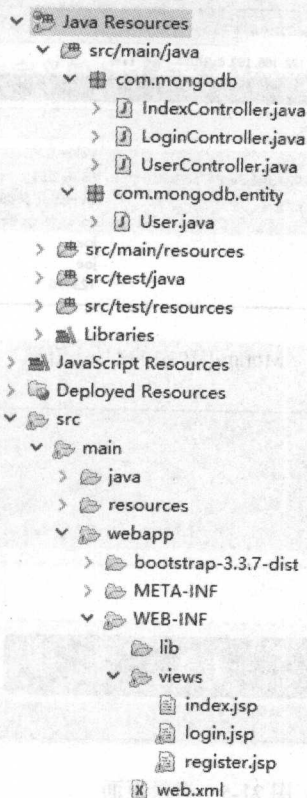 Java Resources
src/main/java
com.mongodb
IndexController.java
LoginController.java
UserController.java
com.mongodb.entity
User.java
src/main/resources
src/test/java
src/test/resources
Libraries
JavaScript Resources
Deployed Resources
src
main
java
resources
webapp
bootstrap-3.3.7-dist
META-INF
WEB-INF
lib
views
index.jsp
login.jsp
register.jsp
web.xml